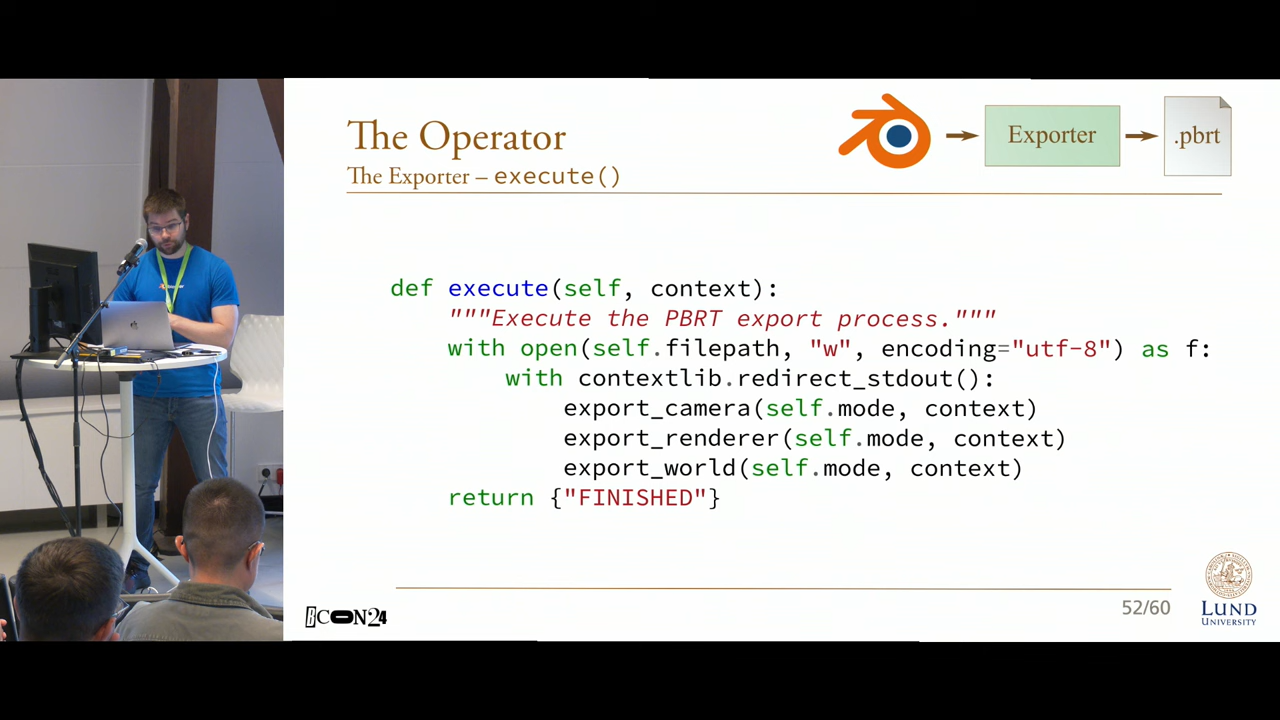 The Operator
The Exporter – execute()
Exporter
.pbrt
def execute(self, context):
"""Execute the PBRT export process."""
with open(self.filepath, "w", encoding="utf-8") as f:
with contextlib.redirect_stdout():
export_camera(self.mode, context)
export_renderer(self.mode, context)
export_world(self.mode, context)
return {"FINISHED"}
BCON24
52/60
LUND
UNIVERSITY